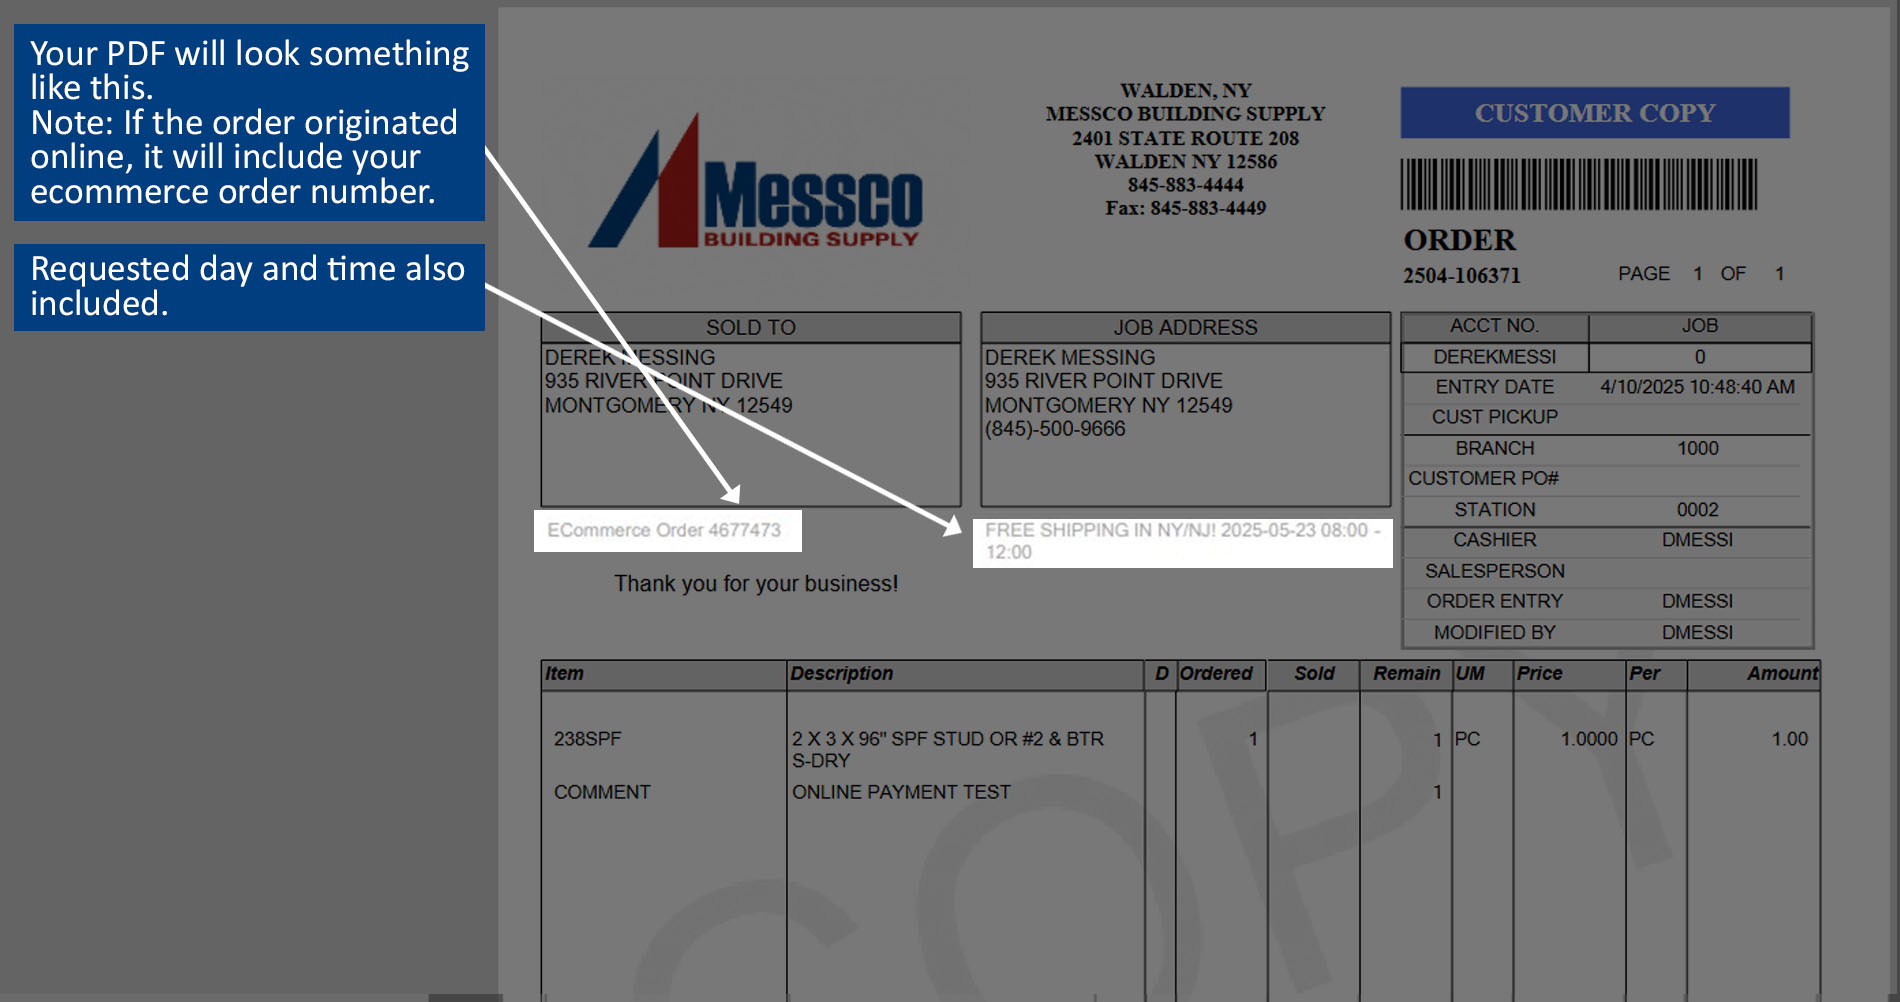 Your PDF will look something
like this.
Note: If the order originated
online, it will include your
ecommerce order number.
Requested day and time also
included.
Messco
BUILDING SUPPLY
WALDEN, NY
MESSCO BUILDING SUPPLY
2401 STATE ROUTE 208
WALDEN NY 12586
845-883-4444
Fax: 845-883-4449
CUSTOMER COPY
ORDER
2504-106371 PAGE 1 OF 1
SOLD TO
DEREK MESSING
935 RIVER POINT DRIVE
MONTGOMERY NY 12549
JOB ADDRESS
DEREK MESSING
935 RIVER POINT DRIVE
MONTGOMERY NY 12549
(845)-500-9666
ACCT NO. JOB
DEREKMESSI 0
ENTRY DATE 4/10/2025 10:48:40 AM
CUST PICKUP
BRANCH 1000
CUSTOMER PO#
STATION 0002
CASHIER DMESSI
SALESPERSON
ORDER ENTRY DMESSI
MODIFIED BY DMESSI
ECommerce Order 4677473
FREE SHIPPING IN NY/NJ! 2025-05-23 08:00 -
12:00
Thank you for your business!
Item Description D Ordered Sold Remain UM Price Per Amount
238SPF 2 X 3 X 96" SPF STUD OR #2 & BTR 1 1 PC 1.0000 PC 1.00
S-DRY
COMMENT ONLINE PAYMENT TEST 1
COPY